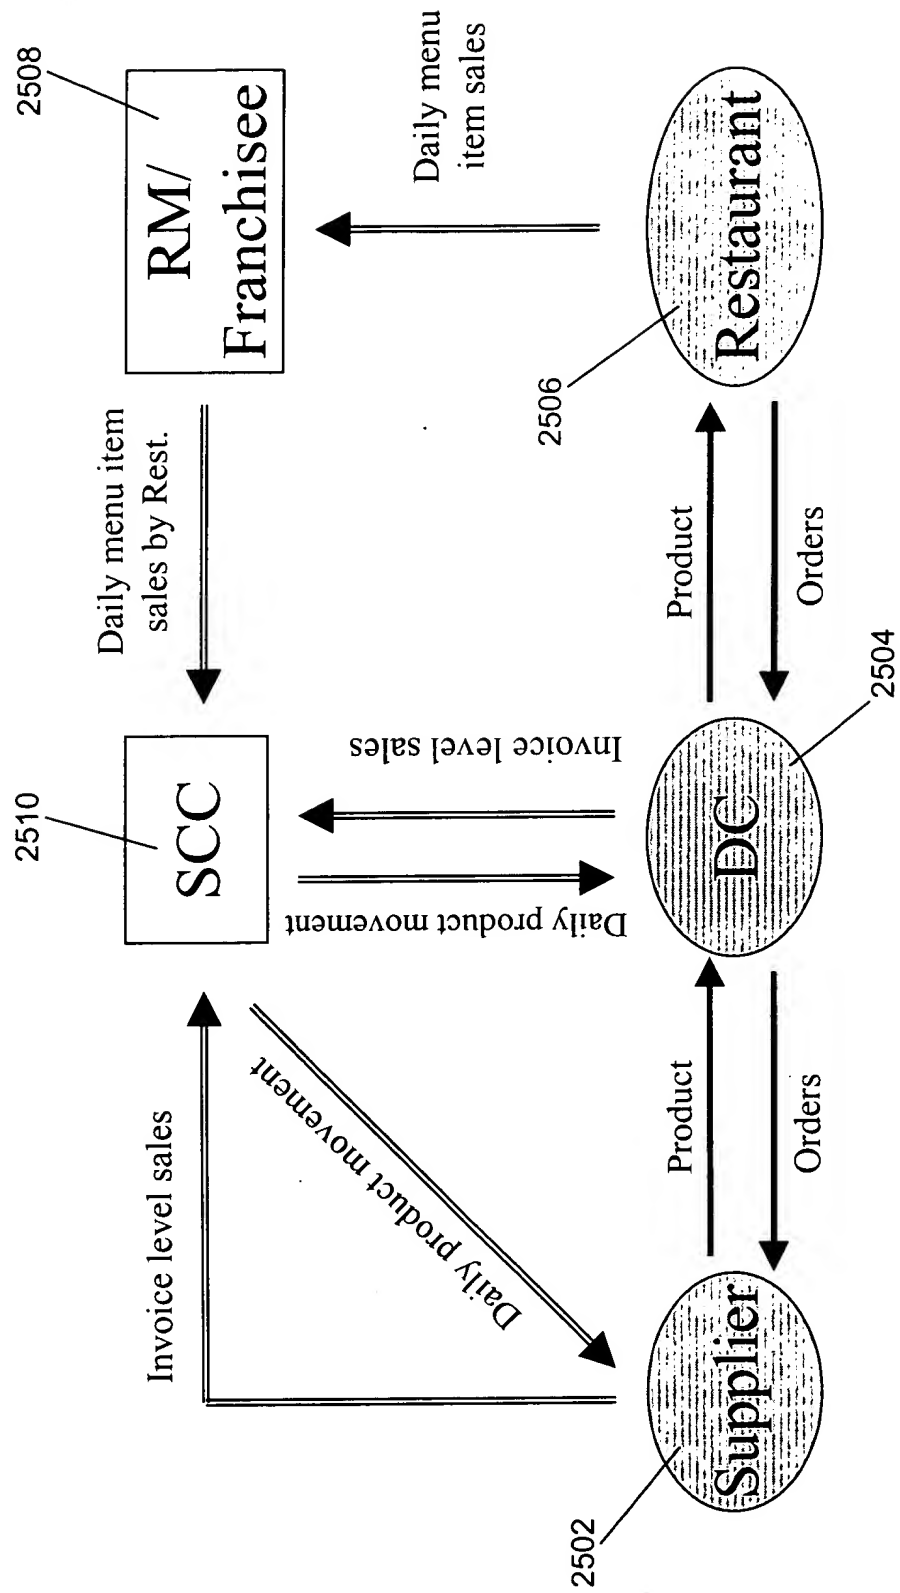 2510
SCC
2508
RM/
Franchisee
Daily menu item
sales by Rest.
Invoice level sales
Daily product movement
Daily product movement
Invoice level sales
Daily menu
item sales
2502
Supplier
Product
Orders
DC
2504
Product
Orders
2506
Restaurant